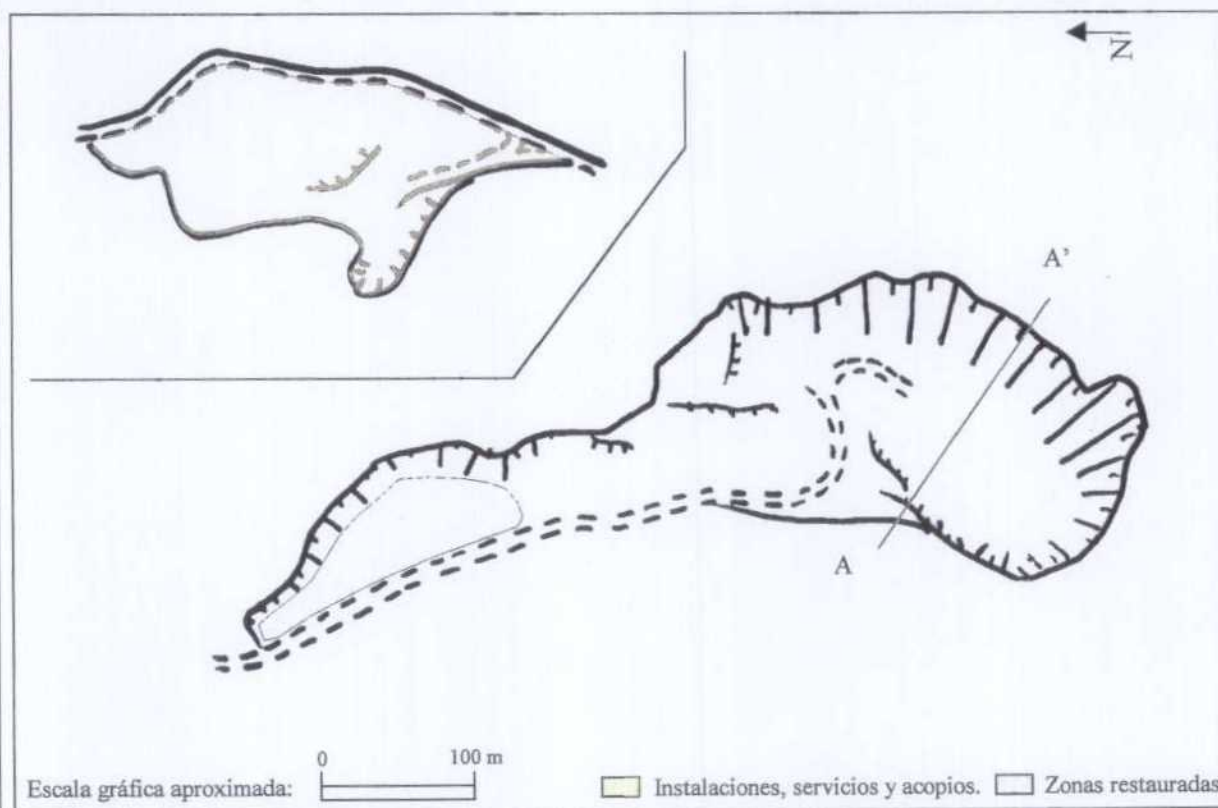 N
A'
A
0 100 m
Escala gráfica aproximada: Instalaciones, servicios y acopios. Zonas restauradas